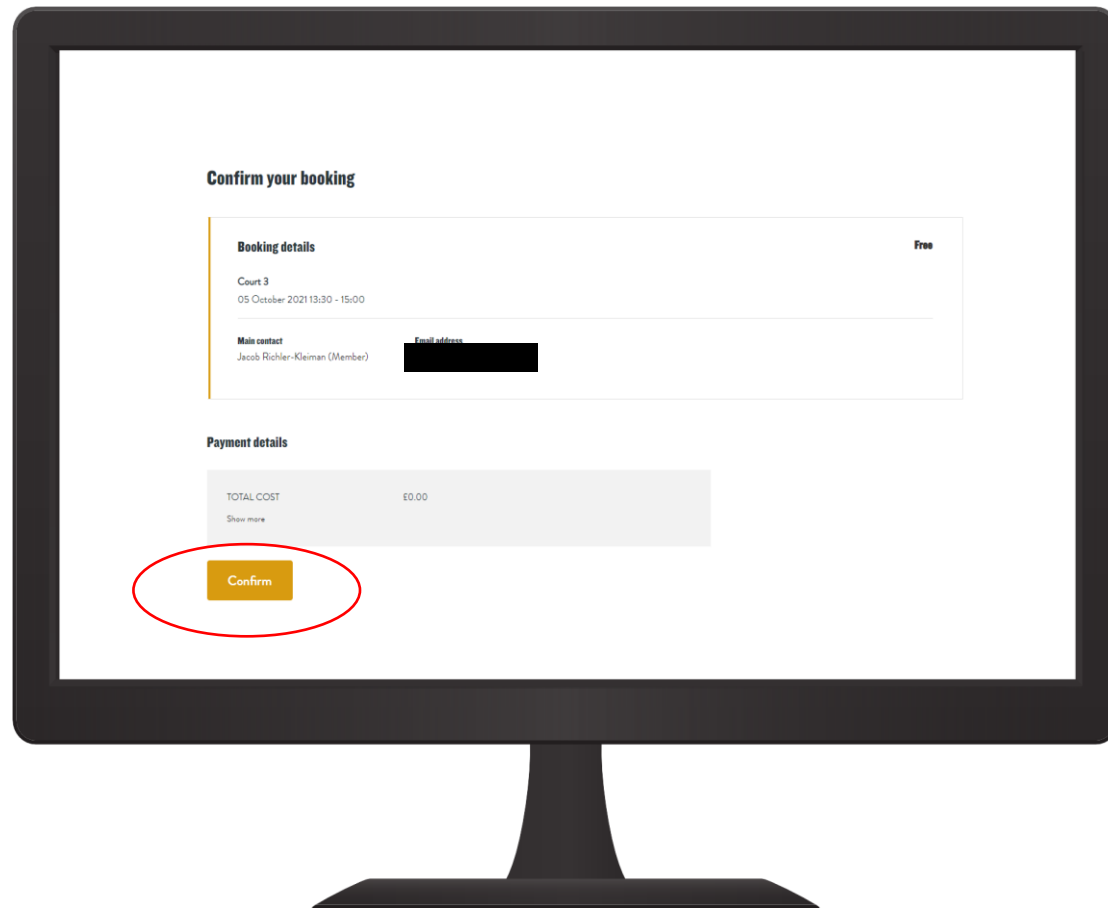 Confirm your booking
Booking details Free
Court 3
05 October 2021 13:30 - 15:00
Main contact Email address
Jacob Richler-Kleiman (Member)
Payment details
TOTAL COST £0.00
Show more
Confirm